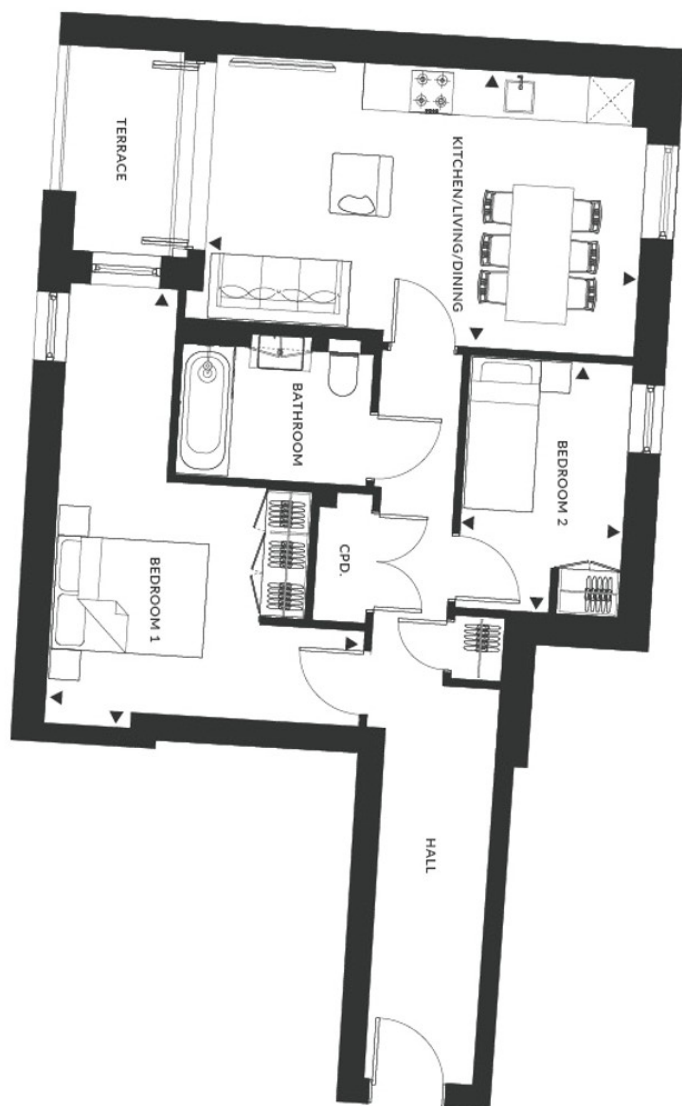 TERRACE
KITCHEN/LIVING/DINING
BATHROOM
BEDROOM 2
CPD.
BEDROOM 1
HALL